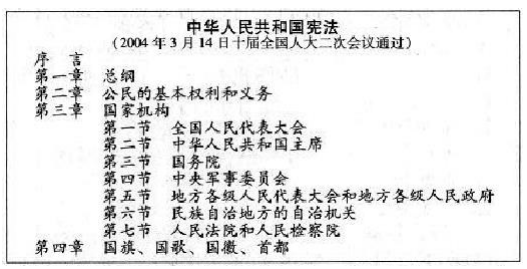 中华人民共和国宪法
(2004年3月14日十届全国人大二次会议通过)
序 言
第一章 总纲
第二章 公民的基本权利和义务
第三章 国家机构
第一节 全国人民代表大会
第二节 中华人民共和国主席
第三节 国务院
第四节 中央军事委员会
第五节 地方各级人民代表大会和地方各级人民政府
第六节 民族自治地方的自治机关
第七节 人民法院和人民检察院
第四章 国旗、国歌、国徽、首都